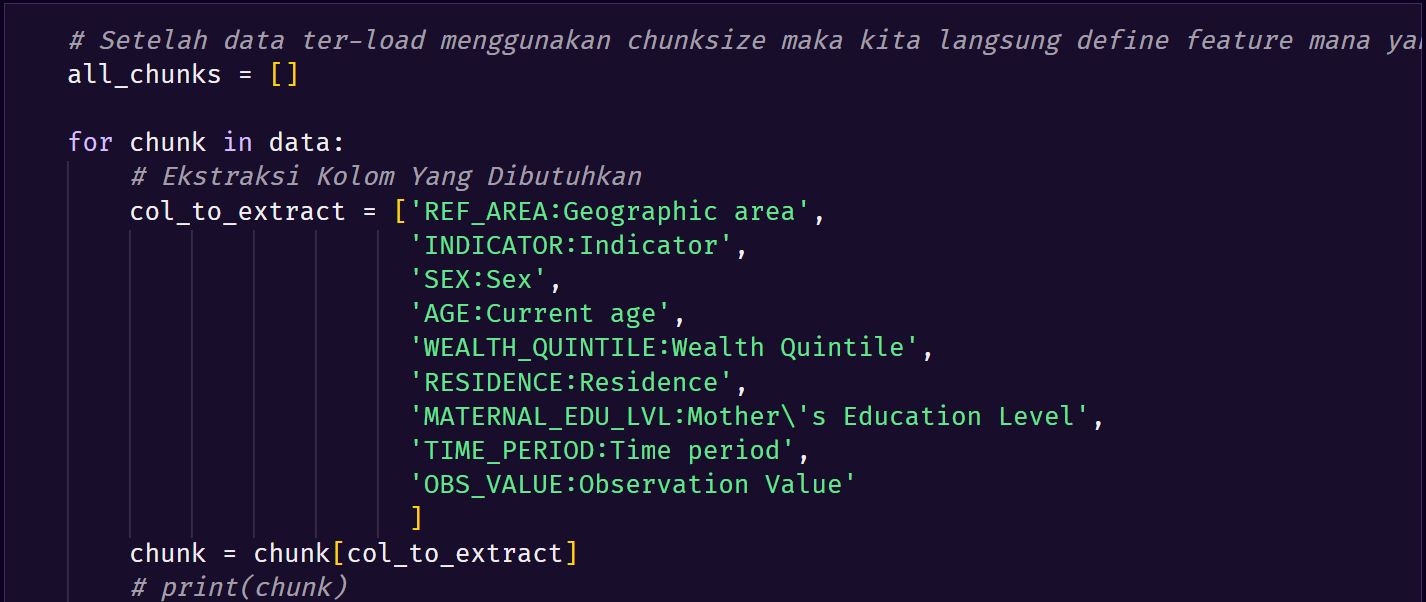 # Setelah data ter-load menggunakan chunksize maka kita langsung define feature mana
all_chunks = []
for chunk in data:
# Ekstraksi Kolom Yang Dibutuhkan
col_to_extract = ['REF_AREA:Geographic area',
'INDICATOR:Indicator',
'SEX:Sex',
'AGE:Current age',
'WEALTH_QUINTILE:Wealth Quintile',
'RESIDENCE:Residence',
'MATERNAL_EDU_LVL:Mother\'s Education Level',
'TIME_PERIOD:Time period',
'OBS_VALUE:Observation Value'
]
chunk = chunk[col_to_extract]
# print(chunk)